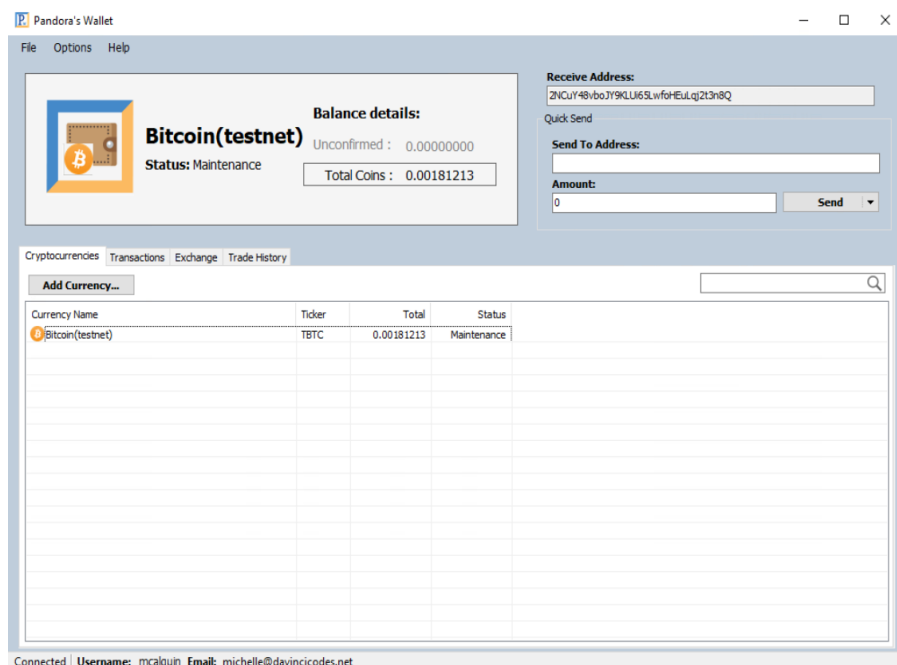 Pandora's Wallet
File Options Help
Bitcoin(testnet)
Status: Maintenance
Balance details:
Unconfirmed : 0.00000000
Total Coins : 0.00181213
Receive Address:
2NCuY48vboJY9KLUi65LwfoHEuLqj2t3n8Q
Quick Send
Send To Address:
Amount:
0 Send
Cryptocurrencies Transactions Exchange Trade History
Add Currency...
Currency Name Ticker Total Status
Bitcoin(testnet) TBTC 0.00181213 Maintenance
Connected Username: mcalquin Email: michelle@davincicodes.net